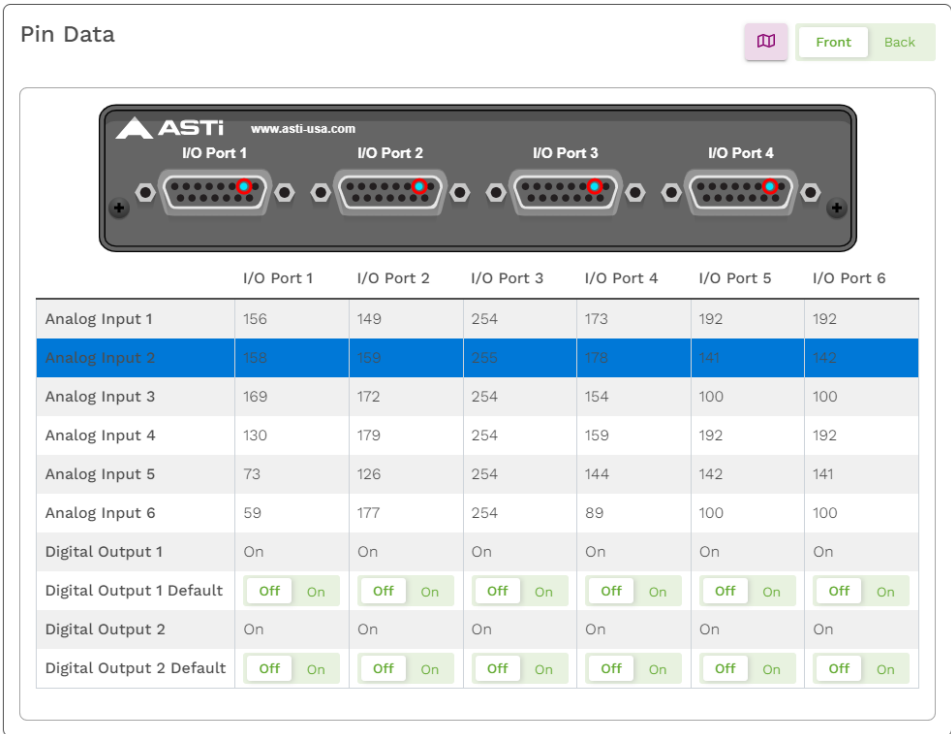 Pin Data
Front Back
ASTi www.asti-usa.com
I/O Port 1 I/O Port 2 I/O Port 3 I/O Port 4
I/O Port 1 I/O Port 2 I/O Port 3 I/O Port 4 I/O Port 5 I/O Port 6
Analog Input 1 156 149 254 173 192 192
Analog Input 2 158 159 255 178 141 142
Analog Input 3 169 172 254 154 100 100
Analog Input 4 130 179 254 159 192 192
Analog Input 5 73 126 254 144 142 141
Analog Input 6 59 177 254 89 100 100
Digital Output 1 On On On On On On
Digital Output 1 Default Off On Off On Off On Off On Off On Off On
Digital Output 2 On On On On On On
Digital Output 2 Default Off On Off On Off On Off On Off On Off On